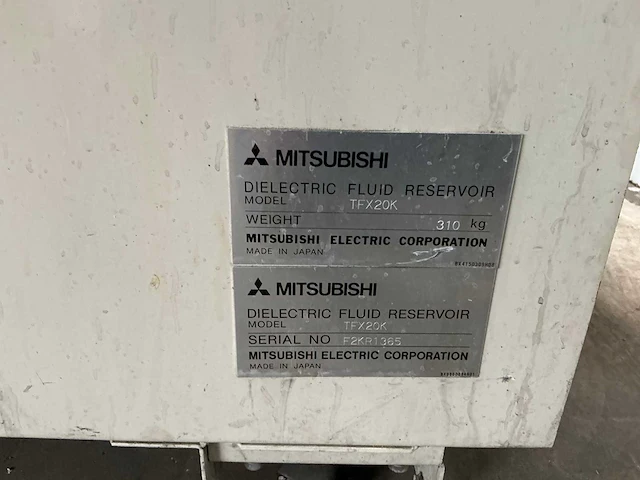 MITSUBISHI
DIELECTRIC FLUID RESERVOIR
MODEL TFX20K
WEIGHT 310 kg
MITSUBISHI ELECTRIC CORPORATION
MADE IN JAPAN
MITSUBISHI
DIELECTRIC FLUID RESERVOIR
MODEL TFX20K
SERIAL NO F2KR1365
MITSUBISHI ELECTRIC CORPORATION
MADE IN JAPAN